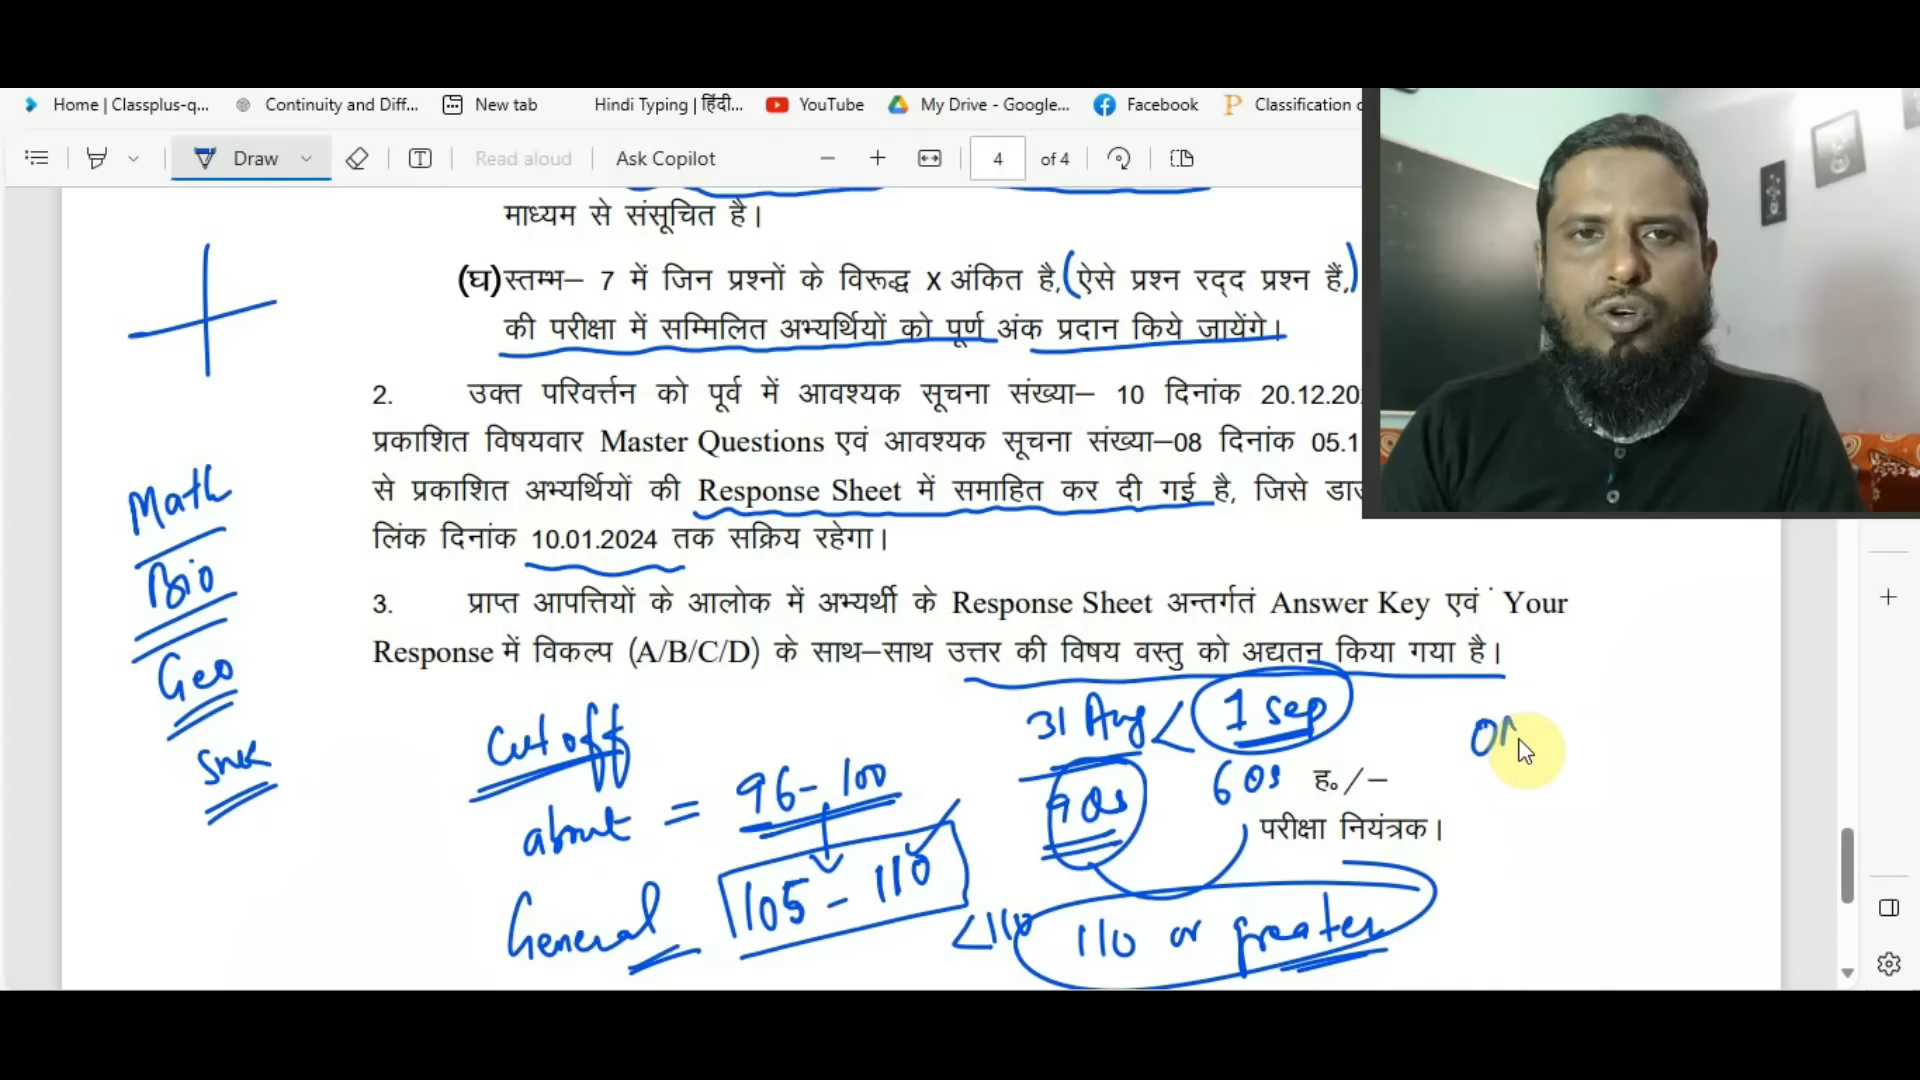 Home | Classplus-q... Continuity and Diff... New tab Hindi Typing | हिंदी... YouTube My Drive - Google... Facebook Classification
Draw Read aloud Ask Copilot 4 of 4
माध्यम से संसूचित है।
(घ) स्तम्भ– 7 में जिन प्रश्नों के विरूद्ध X अंकित है, (ऐसे प्रश्न रद्द प्रश्न हैं,)
की परीक्षा में सम्मिलित अभ्यर्थियों को पूर्ण अंक प्रदान किये जायेंगे।
2. उक्त परिवर्त्तन को पूर्व में आवश्यक सूचना संख्या– 10 दिनांक 20.12.20
प्रकाशित विषयवार Master Questions एवं आवश्यक सूचना संख्या–08 दिनांक 05.1
से प्रकाशित अभ्यर्थियों की Response Sheet में समाहित कर दी गई है, जिसे
लिंक दिनांक 10.01.2024 तक सक्रिय रहेगा।
3. प्राप्त आपत्तियों के आलोक में अभ्यर्थी के Response Sheet अन्तर्गत Answer Key एवं Your
Response में विकल्प (A/B/C/D) के साथ–साथ उत्तर की विषय वस्तु को अद्यतन किया गया है।
Math
Bio
Geo
Cut off
about = 96- 100
General 105 - 110
31 Aug < 1 sep
90s 60s
ह०/–
परीक्षा नियंत्रक।
<110 110 or greater